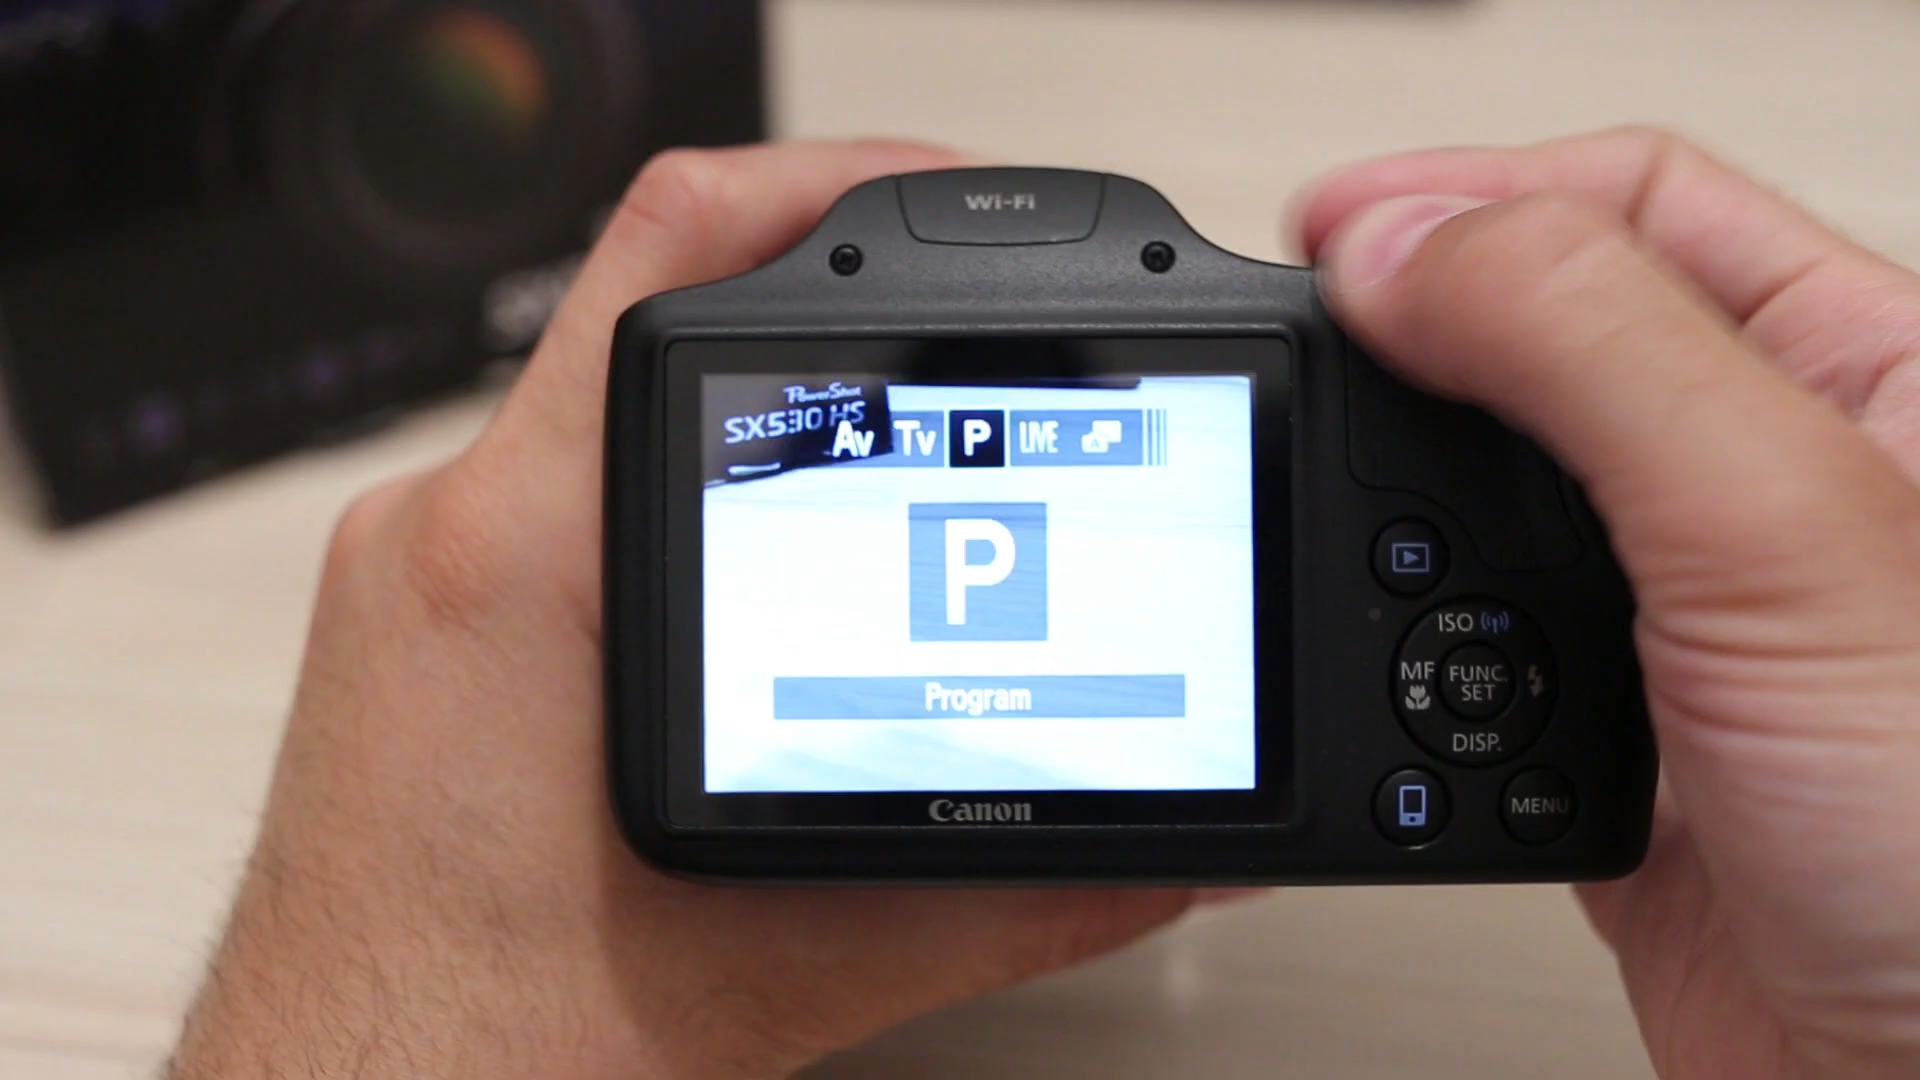 Wi-Fi
PowerShot
SX530 HS
Av Tv P LIVE
P
Program
Canon
ISO
MF
FUNC.
SET
DISP.
MENU